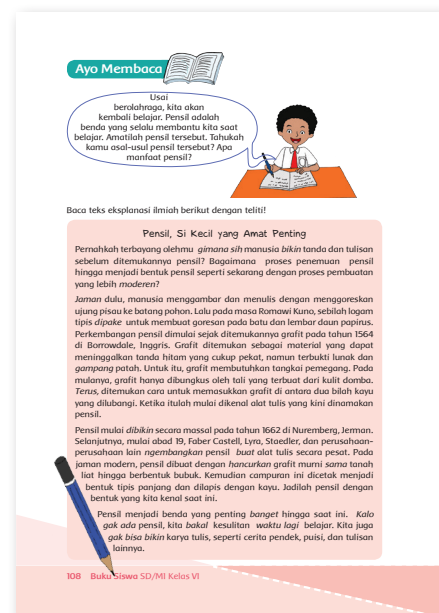 Ayo Membaca
Usai
berolahraga, kita akan
kembali belajar. Pensil adalah
benda yang selalu membantu kita saat
belajar. Amatilah pensil tersebut. Tahukah
kamu asal-usul pensil tersebut? Apa
manfaat pensil?
Baca teks eksplanasi ilmiah berikut dengan teliti!
Pensil, Si Kecil yang Amat Penting
Pernahkah terbayang olehmu gimana sih manusia bikin tanda dan tulisan
sebelum ditemukannya pensil? Bagaimana proses penemuan pensil
hingga menjadi bentuk pensil seperti sekarang dengan proses pembuatan
yang lebih moderen?
Jaman dulu, manusia menggambar dan menulis dengan menggoreskan
ujung pisau ke batang pohon. Lalu pada masa Romawi Kuno, sebilah logam
tipis dipake untuk membuat goresan pada batu dan lembar daun papirus.
Perkembangan pensil dimulai sejak ditemukannya grafit pada tahun 1564
di Borrowdale, Inggris. Grafit ditemukan sebagai material yang dapat
meninggalkan tanda hitam yang cukup pekat, namun terbukti lunak dan
gampang patah. Untuk itu, grafit membutuhkan tangkai pemegang. Pada
mulanya, grafit hanya dibungkus oleh tali yang terbuat dari kulit domba.
Terus, ditemukan cara untuk memasukkan grafit di antara dua bilah kayu
yang dilubangi. Ketika itulah mulai dikenal alat tulis yang kini dinamakan
pensil.
Pensil mulai dibikin secara massal pada tahun 1662 di Nuremberg, Jerman.
Selanjutnya, mulai abad 19, Faber Castell, Lyra, Staedler, dan perusahaan-
perusahaan lain ngembangkan pensil buat alat tulis secara pesat. Pada
jaman modern, pensil dibuat dengan hancurkan grafit murni sama tanah
liat hingga berbentuk bubuk. Kemudian campuran ini dicetak menjadi
bentuk tipis panjang dan dilapis dengan kayu. Jadilah pensil dengan
bentuk yang kita kenal saat ini.
Pensil menjadi benda yang penting banget hingga saat ini. Kalo
gak ada pensil, kita bakal kesulitan waktu lagi belajar. Kita juga
gak bisa bikin karya tulis, seperti cerita pendek, puisi, dan tulisan
lainnya.
108 Buku Siswa SD/MI Kelas VI